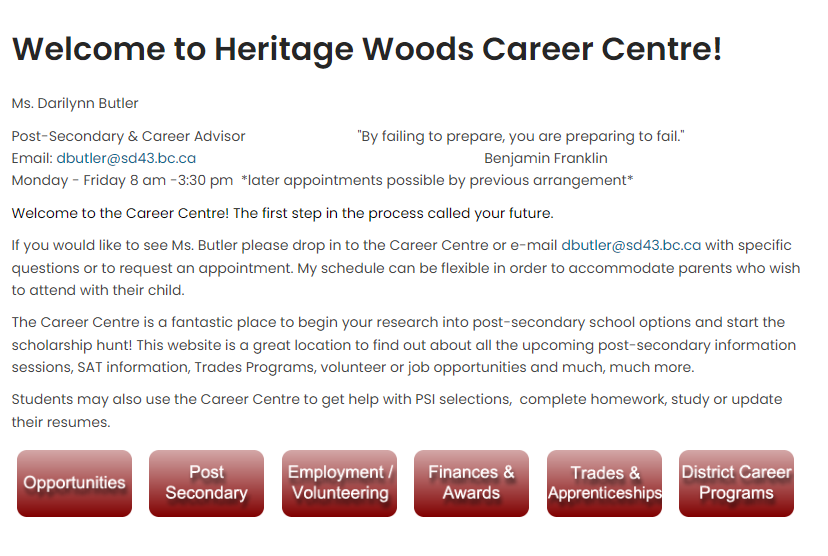 Welcome to Heritage Woods Career Centre!
Ms. Darilynn Butler
Post-Secondary & Career Advisor "By failing to prepare, you are preparing to fail."
Email: dbutler@sd43.bc.ca Benjamin Franklin
Monday - Friday 8 am -3:30 pm *later appointments possible by previous arrangement*
Welcome to the Career Centre! The first step in the process called your future.
If you would like to see Ms. Butler please drop in to the Career Centre or e-mail dbutler@sd43.bc.ca with specific
questions or to request an appointment. My schedule can be flexible in order to accommodate parents who wish
to attend with their child.
The Career Centre is a fantastic place to begin your research into post-secondary school options and start the
scholarship hunt! This website is a great location to find out about all the upcoming post-secondary information
sessions, SAT information, Trades Programs, volunteer or job opportunities and much, much more.
Students may also use the Career Centre to get help with PSI selections, complete homework, study or update
their resumes.
Opportunities
Post
Secondary
Employment /
Volunteering
Finances &
Awards
Trades &
Apprenticeships
District Career
Programs